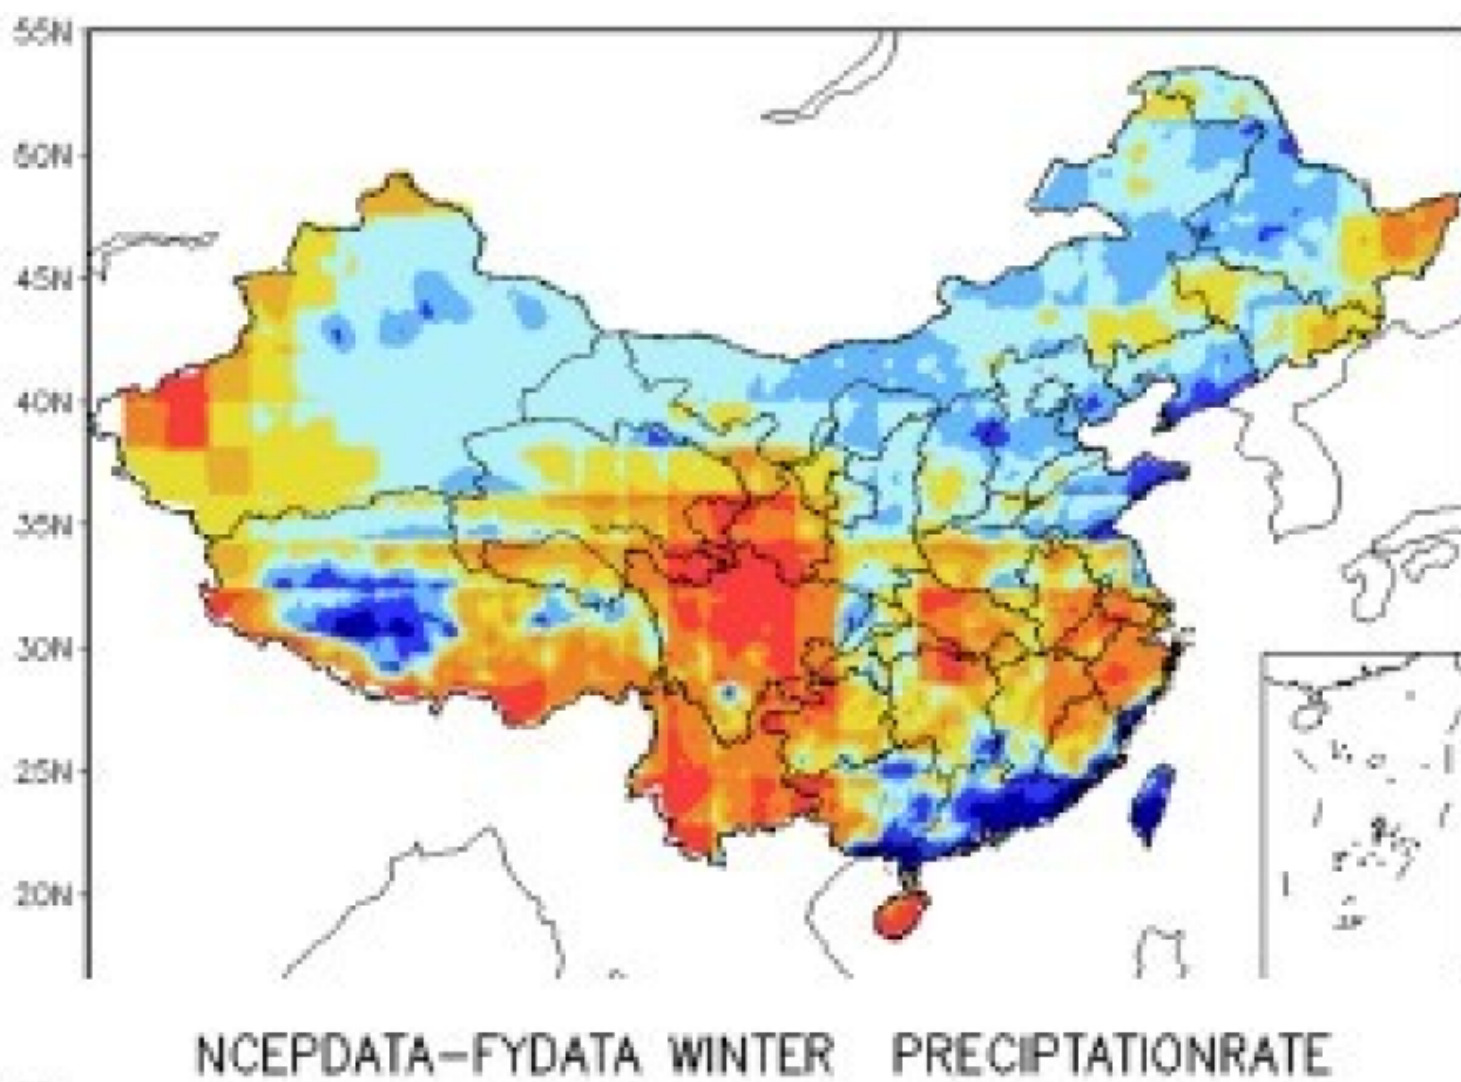 55N
50N
45N
40N
35N
30N
25N
20N
NCEPDATA-FYDATA WINTER PRECIPTATIONRATE